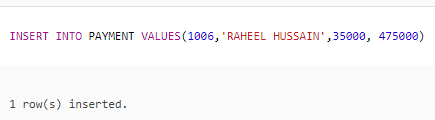 INSERT INTO PAYMENT VALUES(1006,'RAHEEL HUSSAIN',35000, 475000)
1 row(s) inserted.